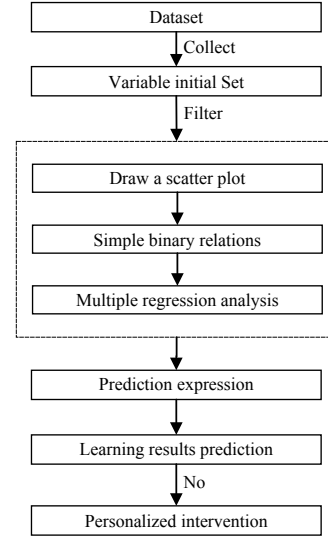 Dataset
Collect
Variable initial Set
Filter
Draw a scatter plot
Simple binary relations
Multiple regression analysis
Prediction expression
Learning results prediction
No
Personalized intervention